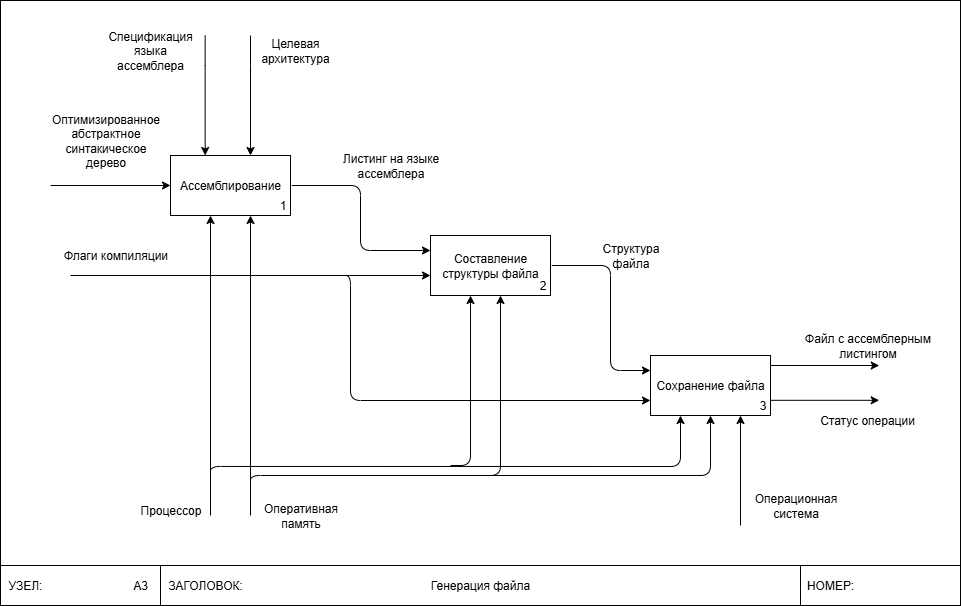 Спецификация
языка
ассемблера
Целевая
архитектура
Оптимизированное
абстрактное
синтакическое
дерево
Ассемблирование
1
Листинг на языке
ассемблера
Флаги компиляции
Составление
структуры файла
2
Структура
файла
Файл с ассемблерным
листингом
Сохранение файла
3
Статус операции
Процессор
Оперативная
память
Операционная
система
УЗЕЛ: А3 ЗАГОЛОВОК: Генерация файла НОМЕР: